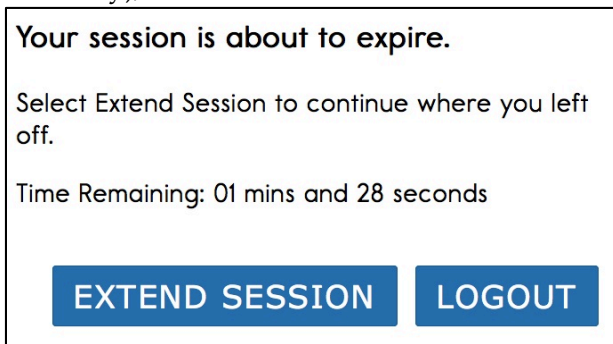 Your session is about to expire.
Select Extend Session to continue where you left
off.
Time Remaining: 01 mins and 28 seconds
EXTEND SESSION LOGOUT